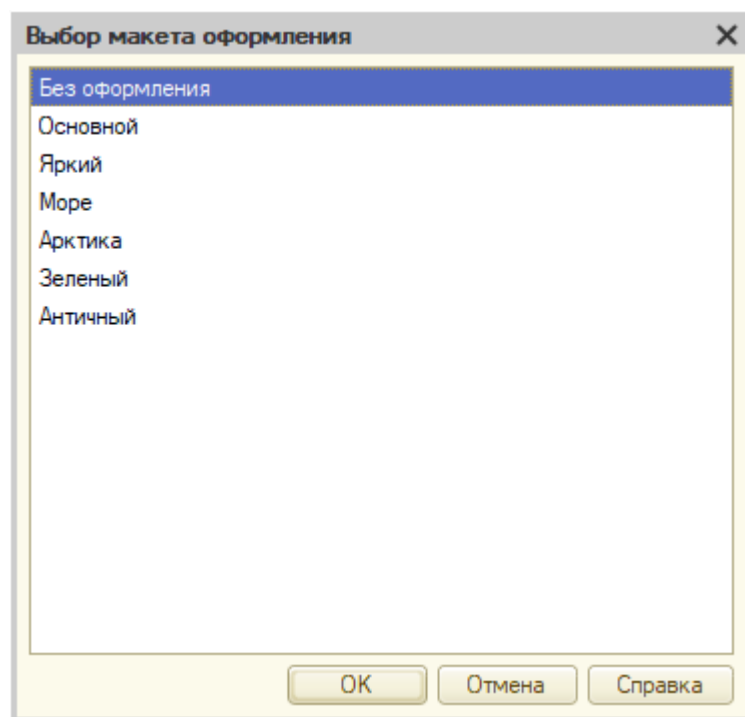 Выбор макета оформления
Без оформления
Основной
Яркий
Море
Арктика
Зеленый
Античный
OK
Отмена
Справка